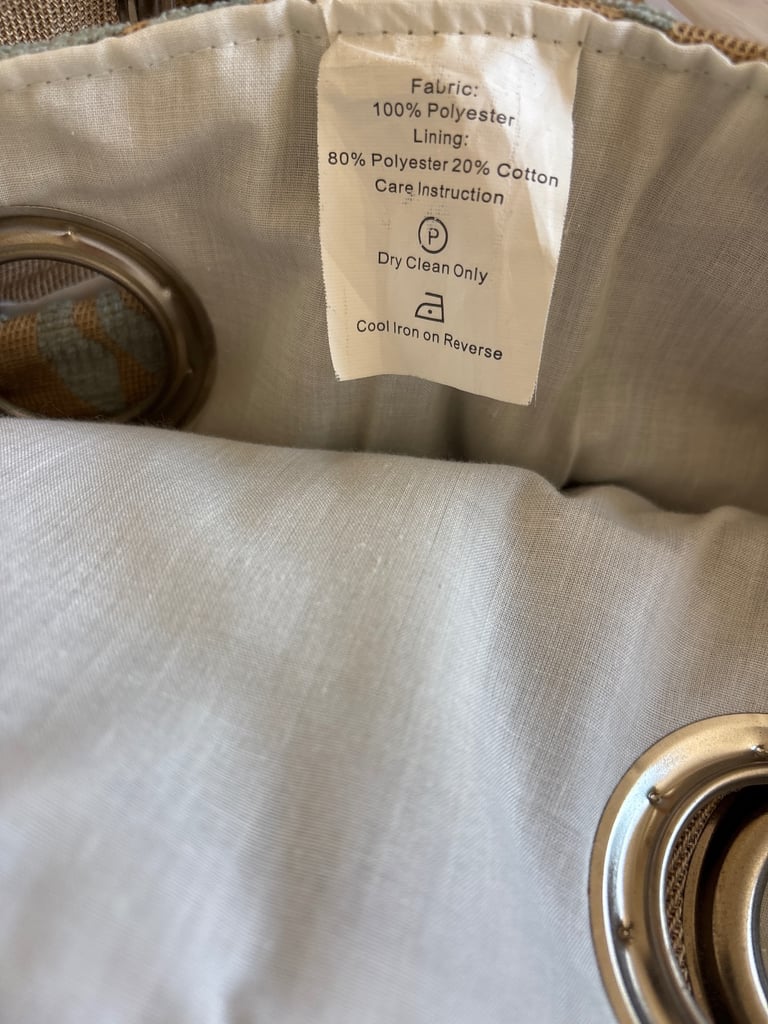 Fabric:
100% Polyester
Lining:
80% Polyester 20% Cotton
Care Instruction
P
Dry Clean Only
Cool Iron on Reverse